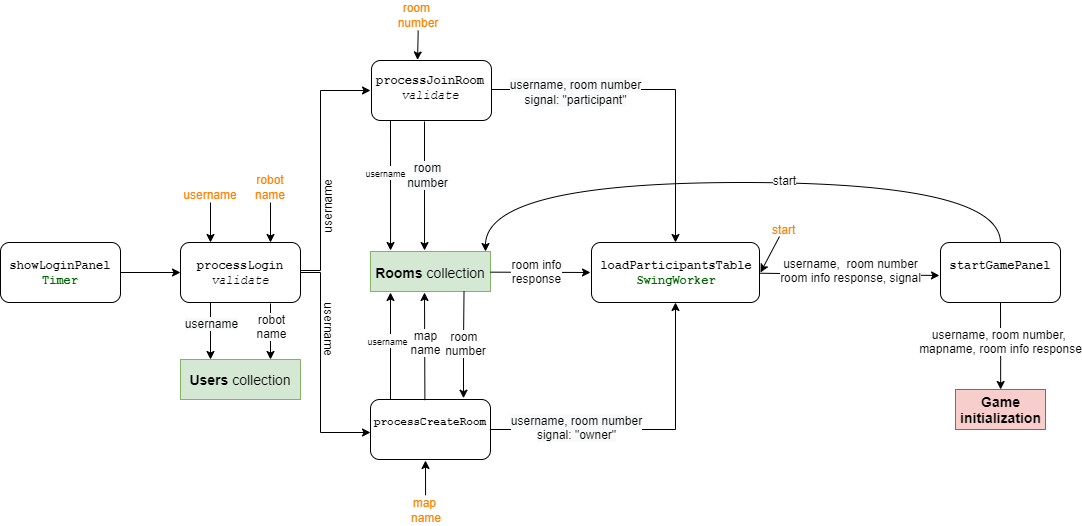 room
number
processJoinRoom
validate
username, room number
signal: "participant"
username
room
number
username
robot
name
username
start
showLoginPanel
Timer
processLogin
validate
Rooms collection
room info
response
loadParticipantsTable
SwingWorker
start
username,  room number
room info response, signal
startGamePanel
username
robot
name
username
username
map
name
room
number
username, room number,
mapname, room info response
Users collection
Game
initialization
processCreateRoom
username, room number
signal: "owner"
map
name